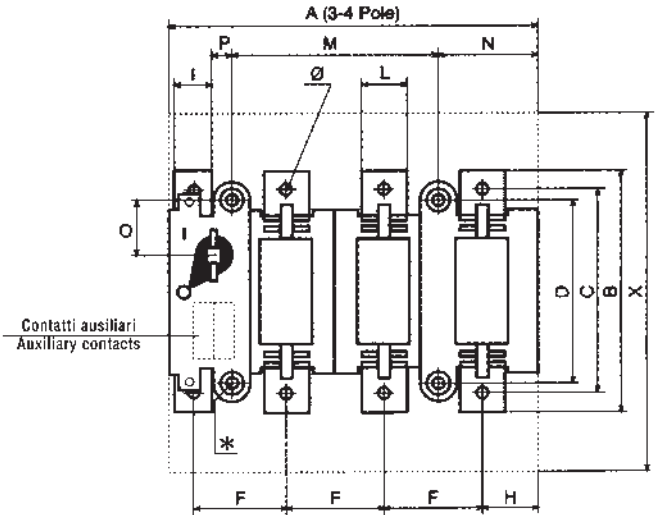 A (3-4 Pole)
P M N
I Ø L
O
I
D C B X
Contatti ausiliari
Auxiliary contacts
*
F F F H